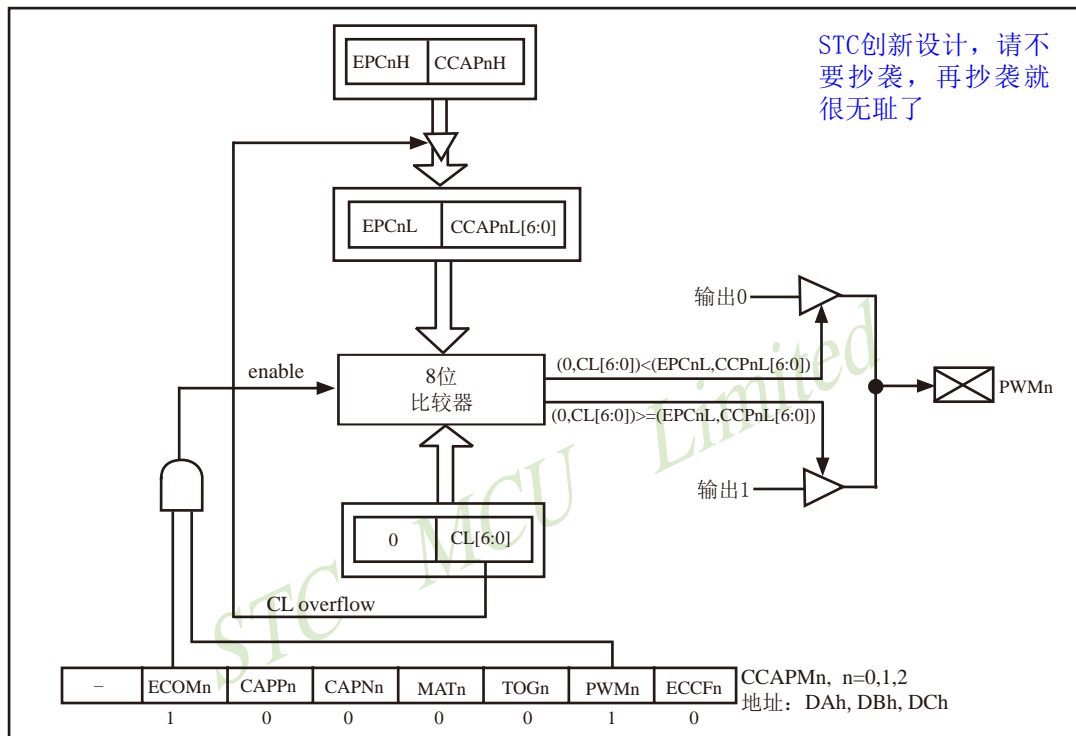 STC创新设计，请不
要抄袭，再抄袭就
很无耻了
EPCnH CCAPnH
EPCnL CCAPnL[6:0]
输出0
enable
8位
比较器
(0,CL[6:0])<(EPCnL,CCPnL[6:0])
(0,CL[6:0])>=(EPCnL,CCPnL[6:0])
PWMn
输出1
0 CL[6:0]
CL overflow
STC MCU Limited
– ECOMn CAPPn CAPNn MATn TOGn PWMn ECCFn
CCAPMn, n=0,1,2
地址：DAh, DBh, DCh
1 0 0 0 0 1 0